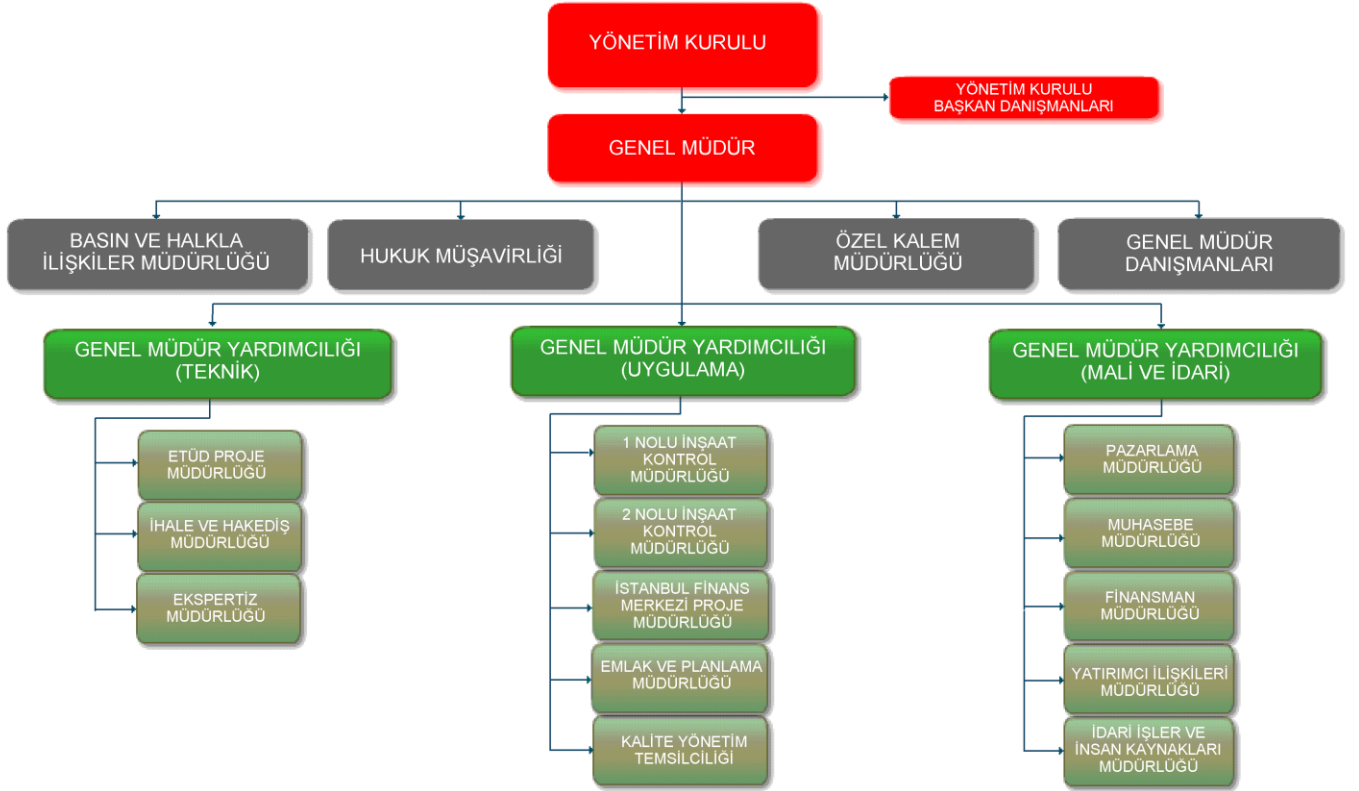 YÖNETİM KURULU
YÖNETİM KURULU
BAŞKAN DANIŞMANLARI
GENEL MÜDÜR
BASIN VE HALKLA
İLİŞKİLER MÜDÜRLÜĞÜ
HUKUK MÜŞAVİRLİĞİ
ÖZEL KALEM
MÜDÜRLÜĞÜ
GENEL MÜDÜR
DANIŞMANLARI
GENEL MÜDÜR YARDIMCILIĞI
(TEKNİK)
GENEL MÜDÜR YARDIMCILIĞI
(UYGULAMA)
GENEL MÜDÜR YARDIMCILIĞI
(MALİ VE İDARİ)
ETÜD PROJE
MÜDÜRLÜĞÜ
İHALE VE HAKEDİŞ
MÜDÜRLÜĞÜ
EKSPERTİZ
MÜDÜRLÜĞÜ
1 NOLU İNŞAAT
KONTROL
MÜDÜRLÜĞÜ
2 NOLU İNŞAAT
KONTROL
MÜDÜRLÜĞÜ
İSTANBUL FİNANS
MERKEZİ PROJE
MÜDÜRLÜĞÜ
EMLAK VE PLANLAMA
MÜDÜRLÜĞÜ
KALİTE YÖNETİM
TEMSİLCİLİĞİ
PAZARLAMA
MÜDÜRLÜĞÜ
MUHASEBE
MÜDÜRLÜĞÜ
FİNANSMAN
MÜDÜRLÜĞÜ
YATIRIMCI İLİŞKİLERİ
MÜDÜRLÜĞÜ
İDARİ İŞLER VE
İNSAN KAYNAKLARI
MÜDÜRLÜĞÜ